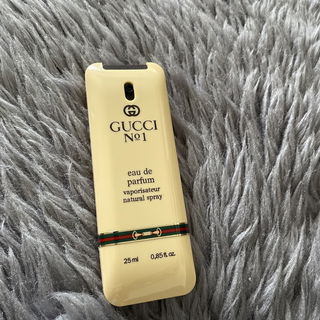 GUCCI
No1
eau de
parfum
vaporisateur
natural spray
25 ml 0,85 fl. oz.